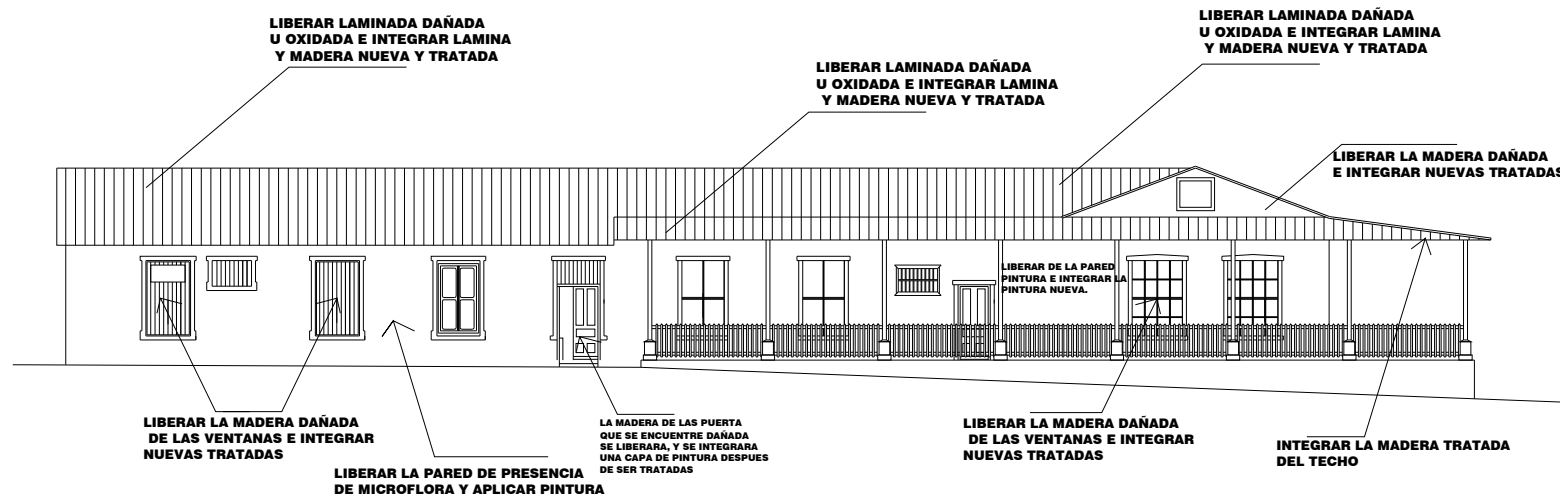 LIBERAR LAMINADA DAÑADA
U OXIDADA E INTEGRAR LAMINA
Y MADERA NUEVA Y TRATADA
LIBERAR LAMINADA DAÑADA
U OXIDADA E INTEGRAR LAMINA
Y MADERA NUEVA Y TRATADA
LIBERAR LAMINADA DAÑADA
U OXIDADA E INTEGRAR LAMINA
Y MADERA NUEVA Y TRATADA
LIBERAR LA MADERA DAÑADA
E INTEGRAR NUEVAS TRATADAS
LIBERAR DE LA PARED
PINTURA E INTEGRAR LA
PINTURA NUEVA.
LIBERAR LA MADERA DAÑADA
DE LAS VENTANAS E INTEGRAR
NUEVAS TRATADAS
LIBERAR LA PARED DE PRESENCIA
DE MICROFLORA Y APLICAR PINTURA
LA MADERA DE LAS PUERTA
QUE SE ENCUENTRE DAÑADA
SE LIBERARA, Y SE INTEGRARA
UNA CAPA DE PINTURA DESPUES
DE SER TRATADAS
LIBERAR LA MADERA DAÑADA
DE LAS VENTANAS E INTEGRAR
NUEVAS TRATADAS
INTEGRAR LA MADERA TRATADA
DEL TECHO